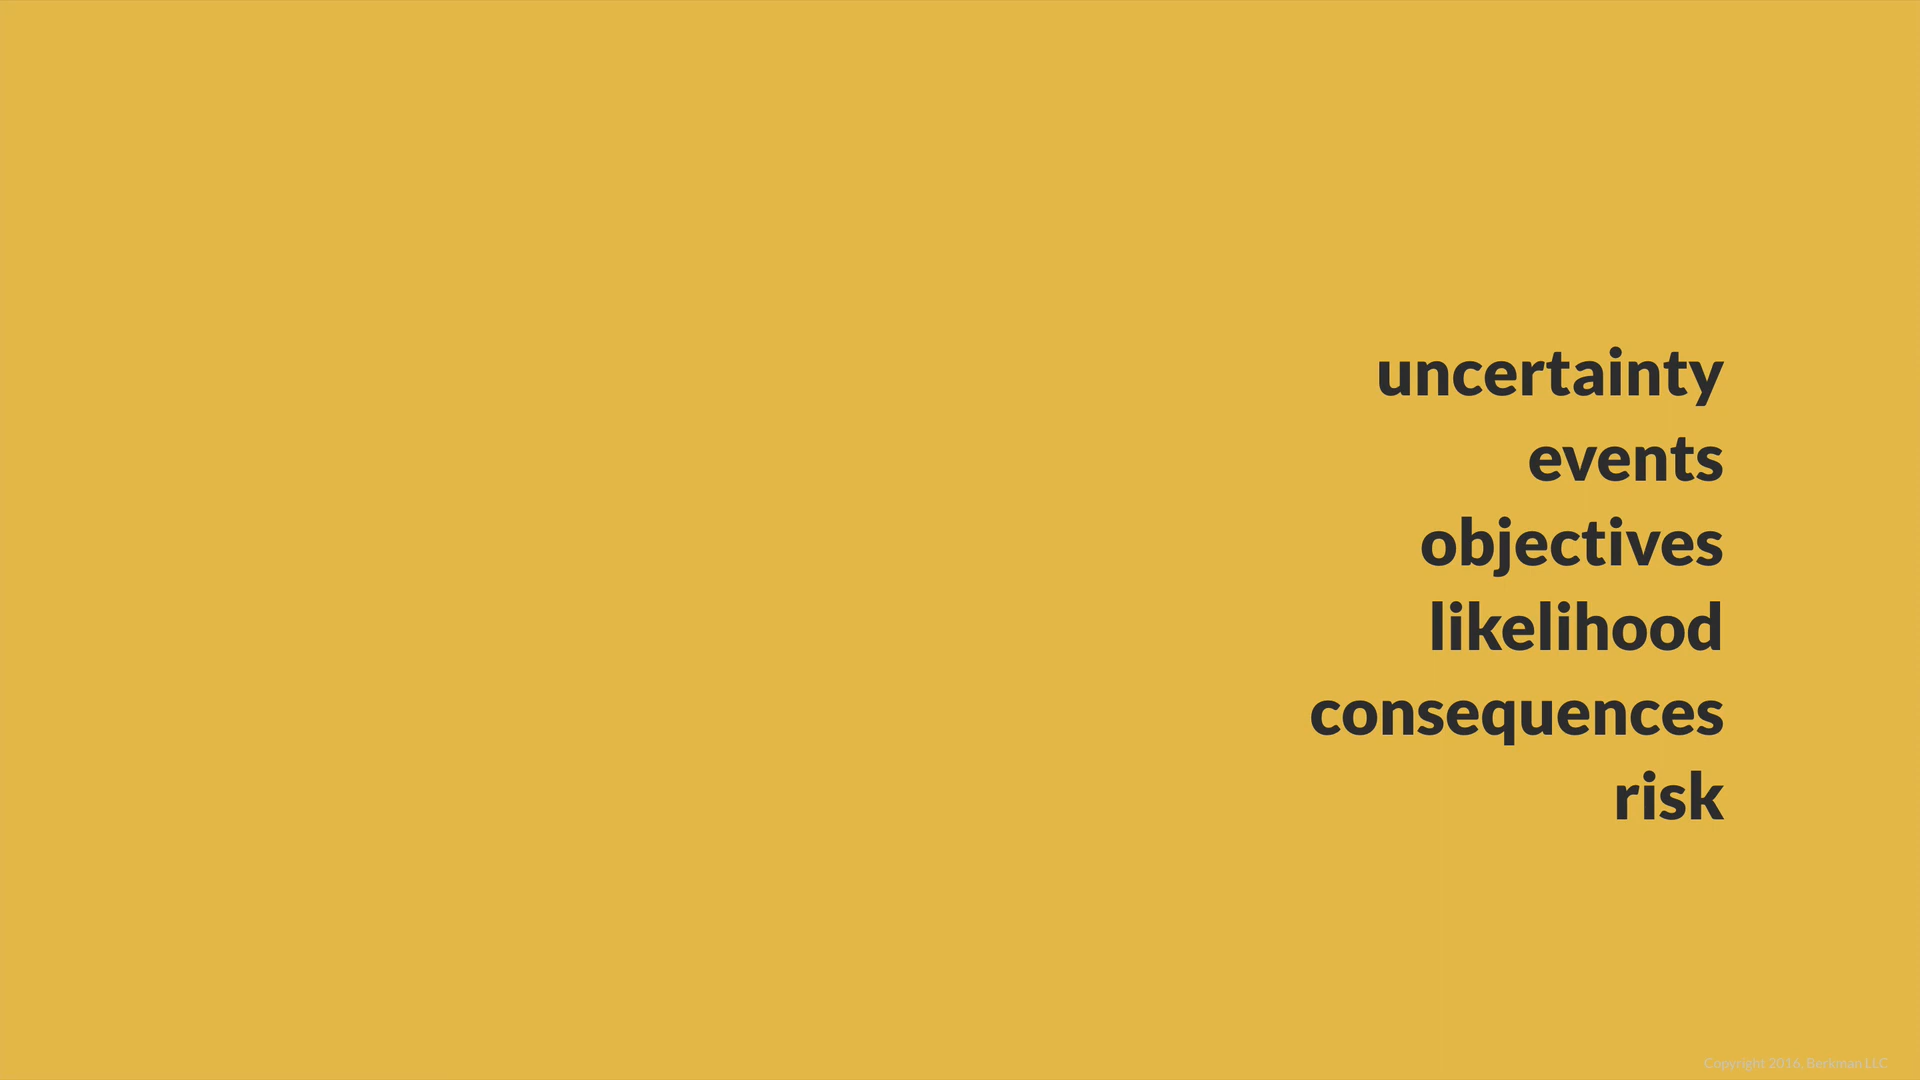 uncertainty
events
objectives
likelihood
consequences
risk
Copyright 2016, Berkman LLC